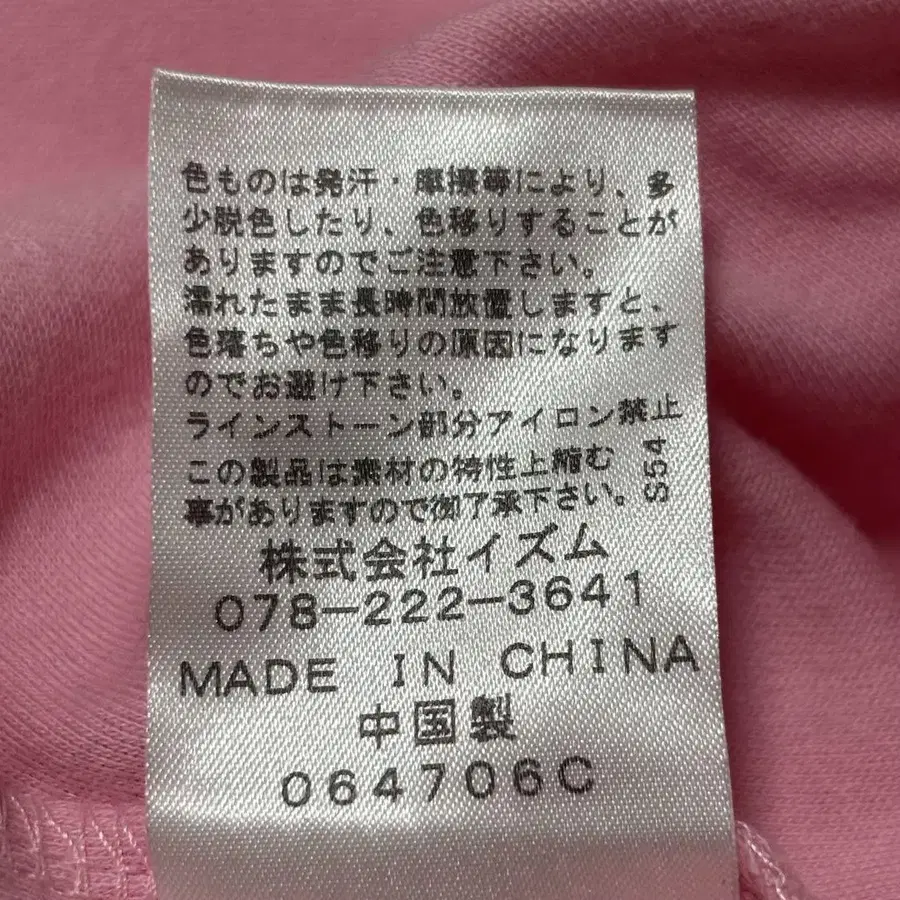 色ものは発汗・摩擦等により、多
少脱色したり、色移りすることが
ありますのでご注意下さい。
濡れたまま長時間放置しますと、
色落ちや色移りの原因になります
のでお避け下さい。
ラインストーン部分アイロン禁止
この製品は素材の特性上縮む
事がありますので御了承下さい。
S54
株式会社イズム
078-222-3641
MADE IN CHINA
中国製
064706C